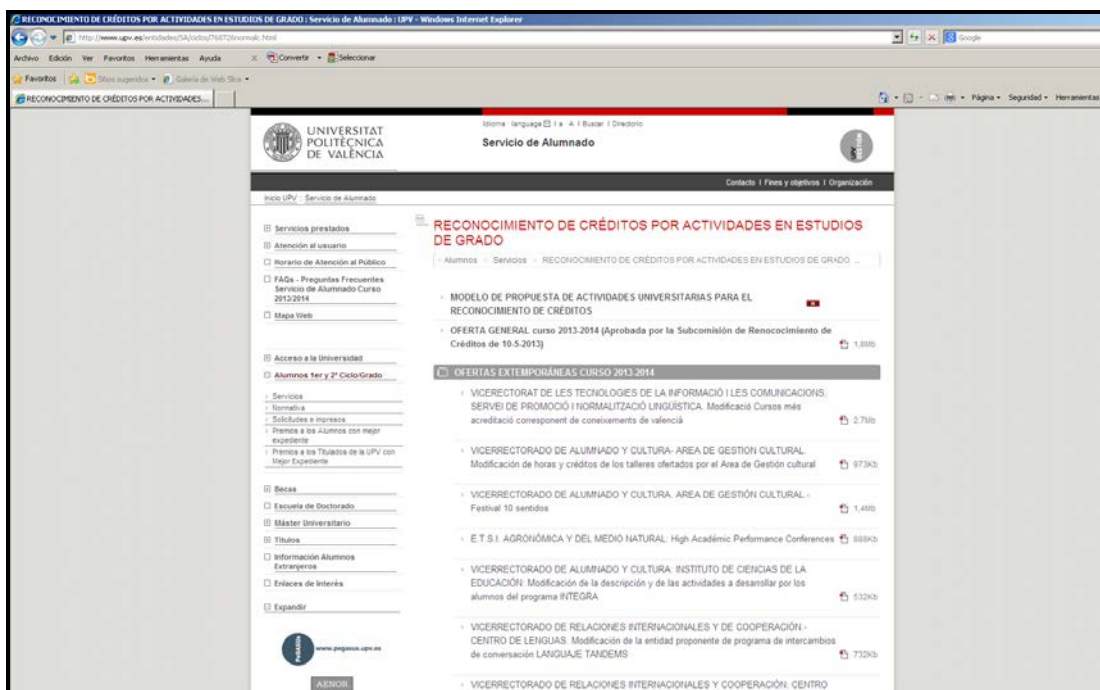 RECONOCIMIENTO DE CRÉDITOS POR ACTIVIDADES EN ESTUDIOS DE GRADO : Servicio de Alumnado : UPV - Windows Internet Explorer
http://www.upv.es/entidades/SA/ciclos/768726normalc.html
Google
Archivo Edición Ver Favoritos Herramientas Ayuda
Convertir
Seleccionar
Favoritos
Sitios sugeridos
Galería de Web Slice
RECONOCIMIENTO DE CRÉDITOS POR ACTIVIDADES...
Página Seguridad Herramientas
UNIVERSITAT
POLITÈCNICA
DE VALÈNCIA
Idioma · language | a · A | Buscar | Directorio
Servicio de Alumnado
UPV
GESTIÓN
Contacto | Fines y objetivos | Organización
Inicio UPV :: Servicio de Alumnado
Servicios prestados
Atención al usuario
Horario de Atención al Público
FAQs - Preguntas Frecuentes
Servicio de Alumnado Curso
2013/2014
Mapa Web
Acceso a la Universidad
Alumnos 1er y 2º Ciclo/Grado
Servicios
Normativa
Solicitudes e impresos
Premios a los Alumnos con mejor
expediente
Premios a los Titulados de la UPV con
Mejor Expediente
Becas
Escuela de Doctorado
Máster Universitario
Títulos
Información Alumnos
Extranjeros
Enlaces de Interés
Expandir
PEGASUS
www.pegasus.upv.es
AENOR
RECONOCIMIENTO DE CRÉDITOS POR ACTIVIDADES EN ESTUDIOS
DE GRADO
Alumnos Servicios RECONOCIMIENTO DE CRÉDITOS POR ACTIVIDADES EN ESTUDIOS DE GRADO ...
MODELO DE PROPUESTA DE ACTIVIDADES UNIVERSITARIAS PARA EL
RECONOCIMIENTO DE CRÉDITOS
OFERTA GENERAL curso 2013-2014 (Aprobada por la Subcomisión de Renococimiento de
Créditos de 10-5-2013) 1,8Mb
OFERTAS EXTEMPORÁNEAS CURSO 2013-2014
VICERECTORAT DE LES TECNOLOGIES DE LA INFORMACIÓ I LES COMUNICACIONS.
SERVEI DE PROMOCIÓ I NORMALITZACIÓ LINGÜÍSTICA. Modificació Cursos més
acreditació corresponent de coneixements de valencià 2,7Mb
VICERRECTORADO DE ALUMNADO Y CULTURA- AREA DE GESTION CULTURAL.
Modificación de horas y créditos de los talleres ofertados por el Area de Gestión cultural 973Kb
VICERRECTORADO DE ALUMNADO Y CULTURA. AREA DE GESTIÓN CULTURAL -
Festival 10 sentidos 1,4Mb
E.T.S.I. AGRONÓMICA Y DEL MEDIO NATURAL: High Académic Performance Conferences 888Kb
VICERRECTORADO DE ALUMNADO Y CULTURA. INSTITUTO DE CIENCIAS DE LA
EDUCACIÓN: Modificación de la descripción y de las actividades a desarrollar por los
alumnos del programa INTEGRA 532Kb
VICERRECTORADO DE RELACIONES INTERNACIONALES Y DE COOPERACIÓN -
CENTRO DE LENGUAS. Modificación de la entidad proponente de programa de intercambios
de conversación LANGUAJE TANDEMS 732Kb
VICERRECTORADO DE RELACIONES INTERNACIONALES Y COOPERACIÓN. CENTRO